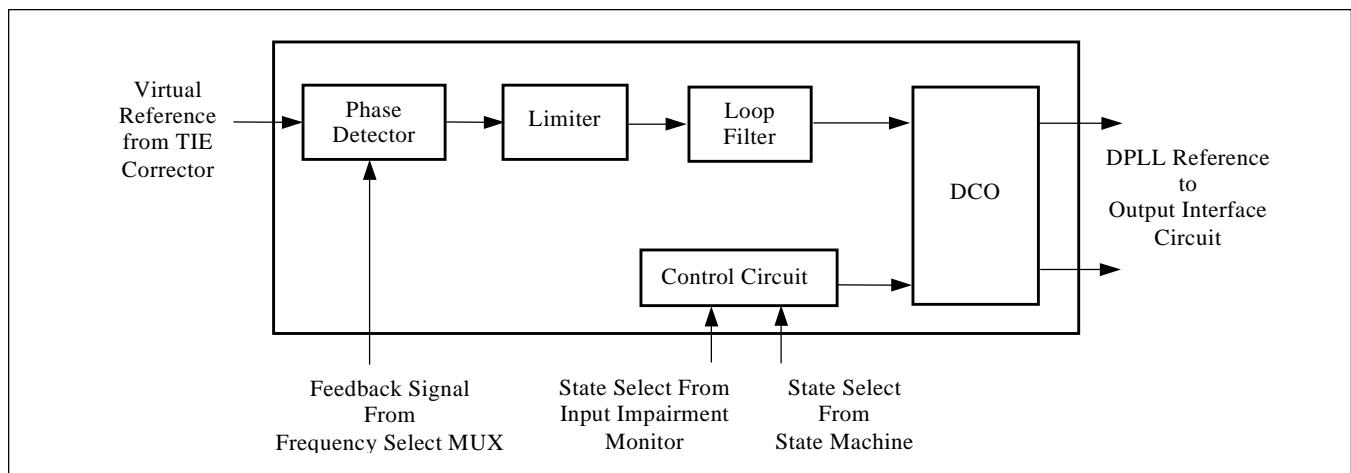 Virtual
Reference
from TIE
Corrector
Phase
Detector
Limiter
Loop
Filter
DCO
DPLL Reference
to
Output Interface
Circuit
Control Circuit
Feedback Signal
From
Frequency Select MUX
State Select From
Input Impairment
Monitor
State Select
From
State Machine